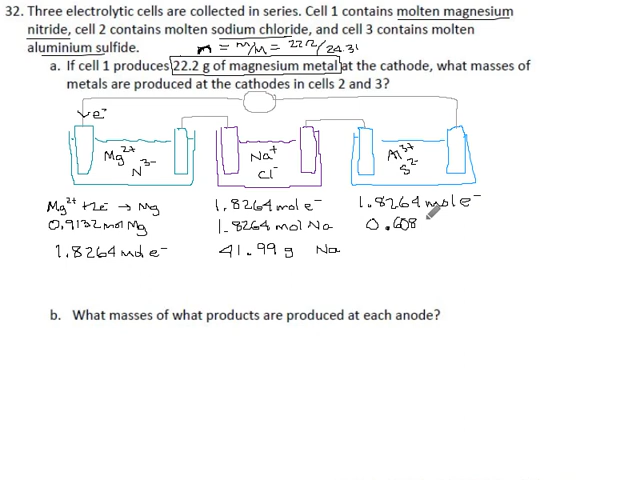 32. Three electrolytic cells are collected in series. Cell 1 contains molten magnesium
nitride, cell 2 contains molten sodium chloride, and cell 3 contains molten
aluminium sulfide. n = m/M = 22.2/24.31
a. If cell 1 produces 22.2 g of magnesium metal at the cathode, what masses of
metals are produced at the cathodes in cells 2 and 3?
e⁻
Mg²⁺ N³⁻
Na⁺ Cl⁻
Al³⁺ S²⁻
Mg²⁺ + 2e⁻ → Mg
0.9132 mol Mg
1.8264 mol e⁻
1.8264 mol e⁻
1.8264 mol Na
41.99 g Na
1.8264 mol e⁻
0.608
b. What masses of what products are produced at each anode?